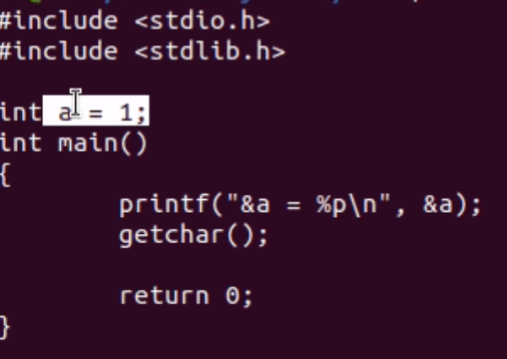 #include <stdio.h>
#include <stdlib.h>
int a = 1;
int main()
{
printf("&a = %p\n", &a);
getchar();
return 0;
}